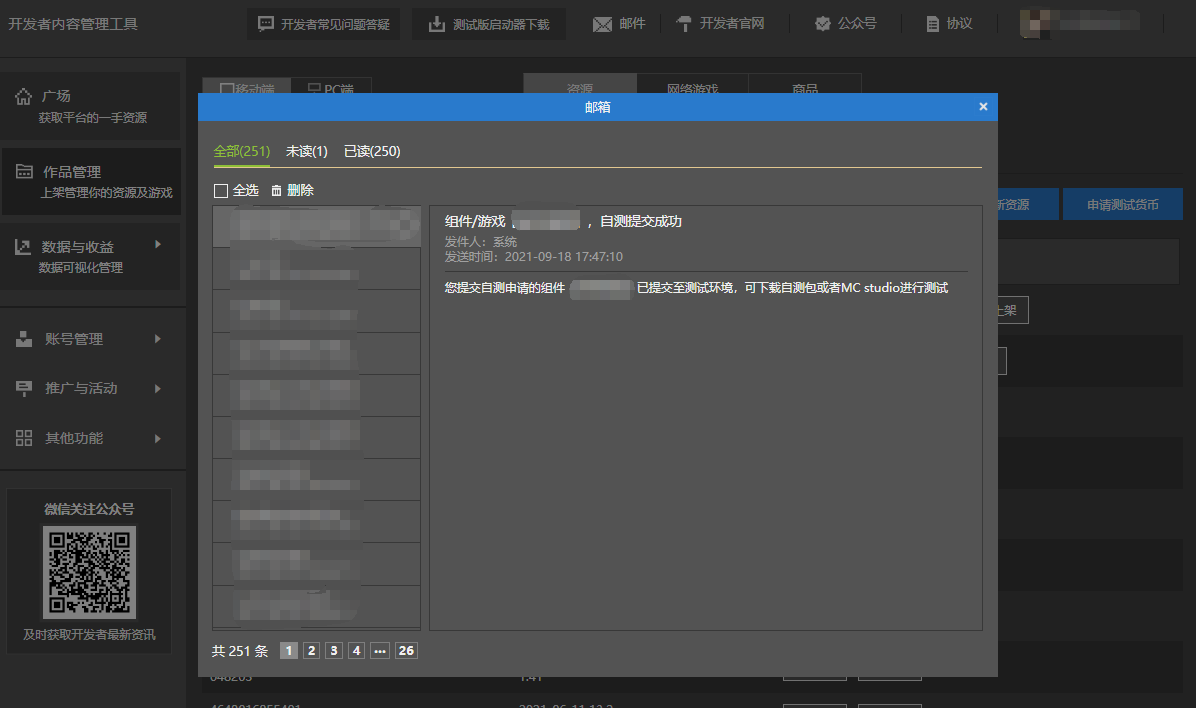 开发者内容管理工具
开发者常见问题答疑
测试版启动器下载
邮件
开发者官网
公众号
协议
广场
获取平台的一手资源
作品管理
上架管理你的资源及游戏
数据与收益
数据可视化管理
账号管理
推广与活动
其他功能
微信关注公众号
及时获取开发者最新资讯
移动端
PC端
资源
网络游戏
商品
新资源
申请测试货币
上架
邮箱
全部(251)
未读(1)
已读(250)
全选
删除
组件/游戏 ，自测提交成功
发件人：系统
发送时间：2021-09-18 17:47:10
您提交自测申请的组件 已提交至测试环境，可下载自测包或者MC studio进行测试
共 251 条 1 2 3 4 ··· 26